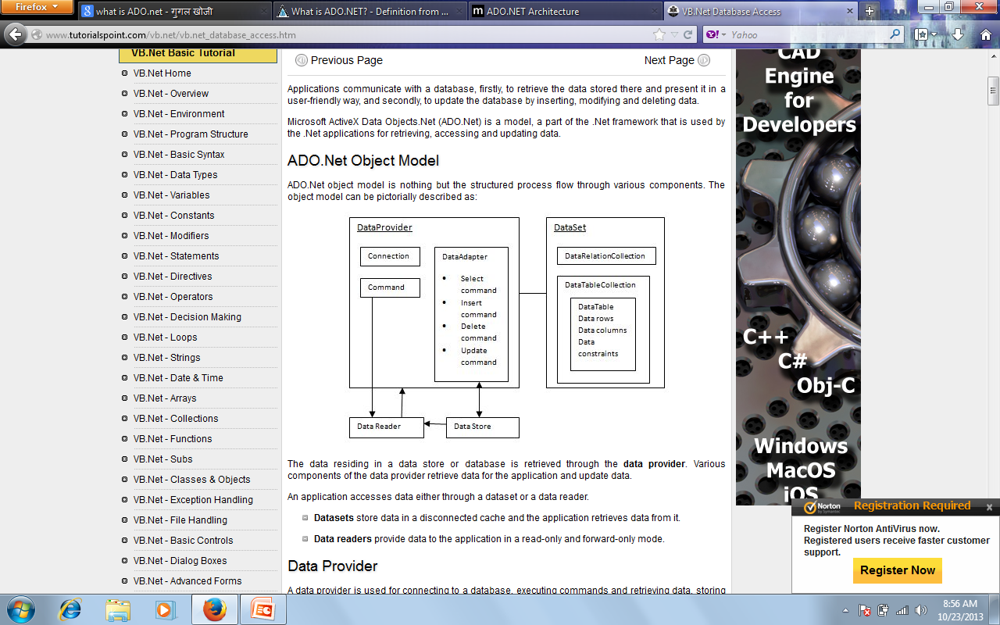 Firefox
what is ADO.net - गुगल खोजी
What is ADO.NET? - Definition from ...
ADO.NET Architecture
VB.Net Database Access
www.tutorialspoint.com/vb.net/vb.net_database_access.htm
Yahoo
VB.Net Basic Tutorial
VB.Net Home
VB.Net - Overview
VB.Net - Environment
VB.Net - Program Structure
VB.Net - Basic Syntax
VB.Net - Data Types
VB.Net - Variables
VB.Net - Constants
VB.Net - Modifiers
VB.Net - Statements
VB.Net - Directives
VB.Net - Operators
VB.Net - Decision Making
VB.Net - Loops
VB.Net - Strings
VB.Net - Date & Time
VB.Net - Arrays
VB.Net - Collections
VB.Net - Functions
VB.Net - Subs
VB.Net - Classes & Objects
VB.Net - Exception Handling
VB.Net - File Handling
VB.Net - Basic Controls
VB.Net - Dialog Boxes
VB.Net - Advanced Forms
Previous Page
Next Page
Applications communicate with a database, firstly, to retrieve the data stored there and present it in a
user-friendly way, and secondly, to update the database by inserting, modifying and deleting data.
Microsoft ActiveX Data Objects.Net (ADO.Net) is a model, a part of the .Net framework that is used by
the .Net applications for retrieving, accessing and updating data.
ADO.Net Object Model
ADO.Net object model is nothing but the structured process flow through various components. The
object model can be pictorially described as:
DataProvider
Connection
Command
DataAdapter
• Select
command
• Insert
command
• Delete
command
• Update
command
DataSet
DataRelationCollection
DataTableCollection
DataTable
Data rows
Data columns
Data
constraints
Data Reader
Data Store
The data residing in a data store or database is retrieved through the data provider. Various
components of the data provider retrieve data for the application and update data.
An application accesses data either through a dataset or a data reader.
Datasets store data in a disconnected cache and the application retrieves data from it.
Data readers provide data to the application in a read-only and forward-only mode.
Data Provider
A data provider is used for connecting to a database, executing commands and retrieving data, storing
CAD
Engine
for
Developers
C++
C#
Obj-C
Windows
MacOS
iOS
Norton
by Symantec
Registration Required
Register Norton AntiVirus now.
Registered users receive faster customer
support.
Register Now
8:56 AM
10/23/2013